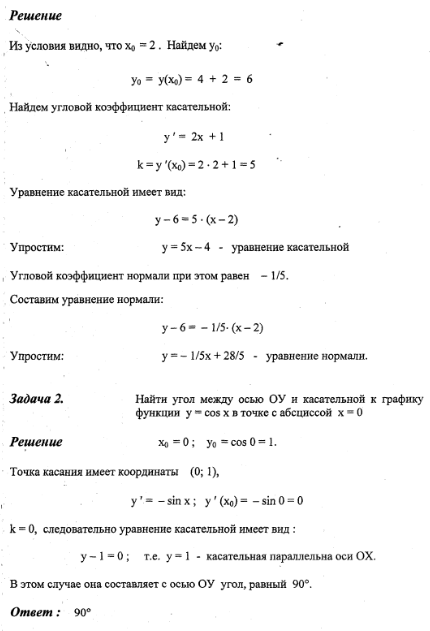 Решение
Из условия видно, что x₀ = 2 . Найдем y₀:
y₀ = y(x₀) = 4 + 2 = 6
Найдем угловой коэффициент касательной:
y ′ = 2x + 1
k = y ′(x₀) = 2 · 2 + 1 = 5
Уравнение касательной имеет вид:
y – 6 = 5 · (x – 2)
Упростим: y = 5x – 4 - уравнение касательной
Угловой коэффициент нормали при этом равен – 1/5.
Составим уравнение нормали:
y – 6 = – 1/5· (x – 2)
Упростим: y = – 1/5x + 28/5 - уравнение нормали.
Задача 2. Найти угол между осью ОУ и касательной к графику
функции y = cos x в точке с абсциссой x = 0
Решение x₀ = 0 ; y₀ = cos 0 = 1.
Точка касания имеет координаты (0; 1),
y ′ = – sin x ; y ′ (x₀) = – sin 0 = 0
k = 0, следовательно уравнение касательной имеет вид :
y – 1 = 0 ; т.е. y = 1 - касательная параллельна оси ОХ.
В этом случае она составляет с осью ОУ угол, равный 90°.
Ответ : 90°